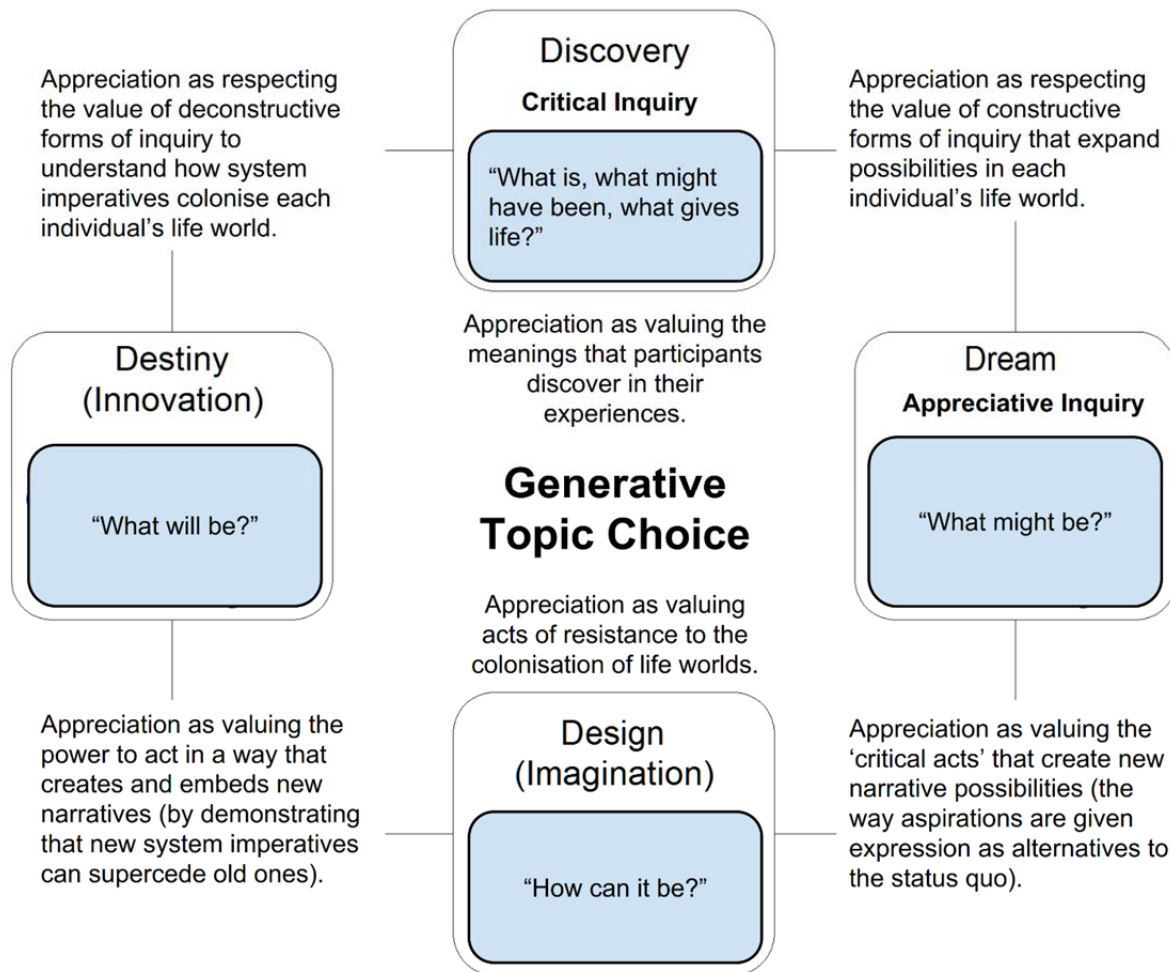 Discovery
Critical Inquiry
“What is, what might
have been, what gives
life?”
Appreciation as respecting
the value of deconstructive
forms of inquiry to
understand how system
imperatives colonise each
individual’s life world.
Appreciation as respecting
the value of constructive
forms of inquiry that expand
possibilities in each
individual’s life world.
Appreciation as valuing the
meanings that participants
discover in their
experiences.
Destiny
(Innovation)
“What will be?”
Generative
Topic Choice
Dream
Appreciative Inquiry
“What might be?”
Appreciation as valuing
acts of resistance to the
colonisation of life worlds.
Appreciation as valuing the
power to act in a way that
creates and embeds new
narratives (by demonstrating
that new system imperatives
can supercede old ones).
Design
(Imagination)
“How can it be?”
Appreciation as valuing the
‘critical acts’ that create new
narrative possibilities (the
way aspirations are given
expression as alternatives to
the status quo).